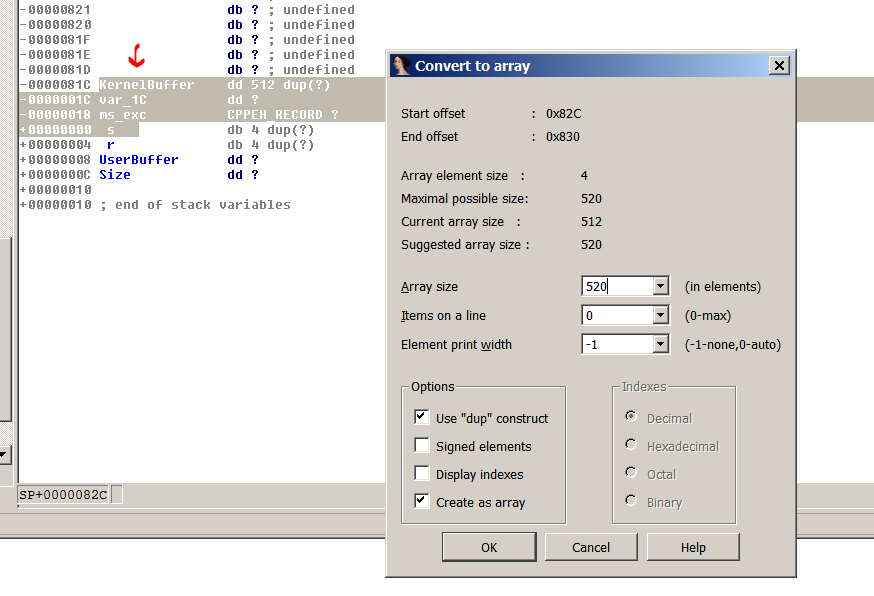 -00000821 db ? ; undefined
-00000820 db ? ; undefined
-0000081F db ? ; undefined
-0000081E db ? ; undefined
-0000081D db ? ; undefined
-0000081C KernelBuffer dd 512 dup(?)
-0000001C var_1C dd ?
-00000018 ms_exc CPPEH_RECORD ?
+00000000 s db 4 dup(?)
+00000004 r db 4 dup(?)
+00000008 UserBuffer dd ?
+0000000C Size dd ?
+00000010
+00000010 ; end of stack variables
SP+0000082C
Convert to array
Start offset : 0x82C
End offset : 0x830
Array element size : 4
Maximal possible size: 520
Current array size : 512
Suggested array size : 520
Array size 520 (in elements)
Items on a line 0 (0-max)
Element print width -1 (-1-none,0-auto)
Options
Use "dup" construct
Signed elements
Display indexes
Create as array
Indexes
Decimal
Hexadecimal
Octal
Binary
OK Cancel Help